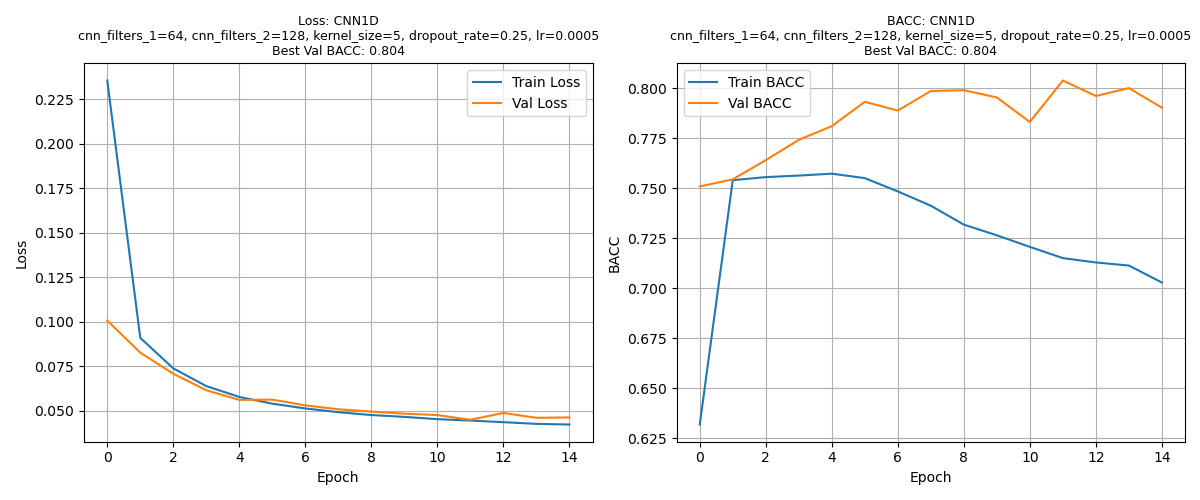 Loss: CNN1D
cnn_filters_1=64, cnn_filters_2=128, kernel_size=5, dropout_rate=0.25, lr=0.0005
Best Val BACC: 0.804
Train Loss
Val Loss
0.225
0.200
0.175
0.150
0.125
0.100
0.075
0.050
Loss
0
2
4
6
8
10
12
14
Epoch
BACC: CNN1D
cnn_filters_1=64, cnn_filters_2=128, kernel_size=5, dropout_rate=0.25, lr=0.0005
Best Val BACC: 0.804
Train BACC
Val BACC
0.800
0.775
0.750
0.725
0.700
0.675
0.650
0.625
BACC
0
2
4
6
8
10
12
14
Epoch